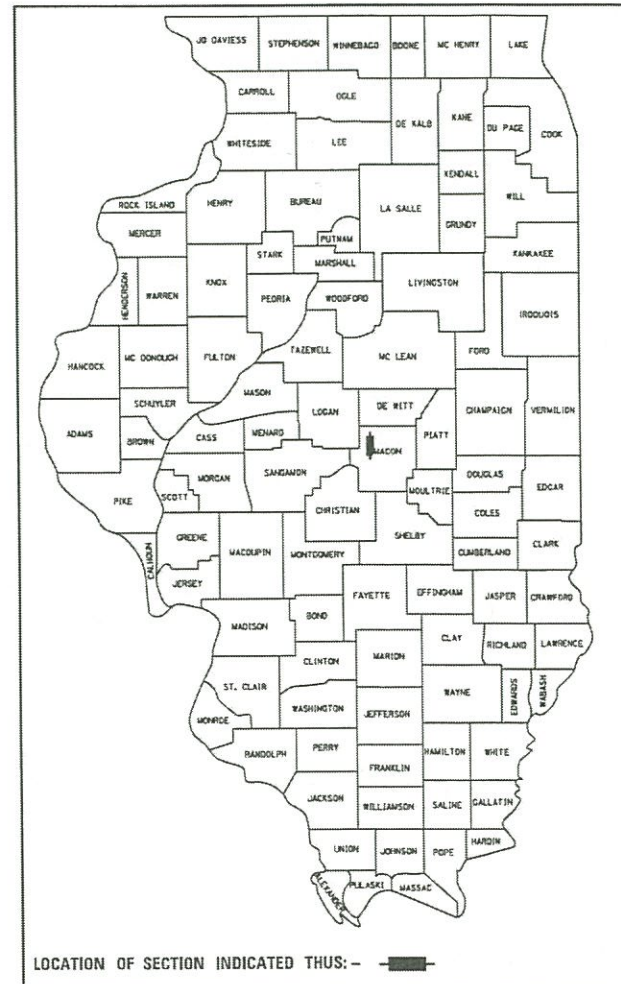 JO DAVIESS STEPHENSON WINNEBAGO BOONE MC HENRY LAKE
CARROLL OGLE DE KALB KANE DU PAGE COOK
WHITESIDE LEE
KENDALL
ROCK ISLAND HENRY BUREAU LA SALLE WILL
MERCER PUTNAM GRUNDY
STARK MARSHALL KANKAKEE
HENDERSON WARREN KNOX PEORIA WOODFORD LIVINGSTON IROQUOIS
HANCOCK MC DONOUGH FULTON TAZEWELL MC LEAN FORD
SCHUYLER MASON LOGAN DE WITT CHAMPAIGN VERMILION
ADAMS BROWN CASS MENARD PIATT
MACON
PIKE SCOTT MORGAN SANGAMON MOULTRIE DOUGLAS EDGAR
CHRISTIAN COLES
CALHOUN GREENE MACOUPIN MONTGOMERY SHELBY CUMBERLAND CLARK
JERSEY
FAYETTE EFFINGHAM JASPER CRAWFORD
MADISON BOND CLAY RICHLAND LAWRENCE
CLINTON MARION
ST. CLAIR WAYNE EDWARDS WABASH
MONROE WASHINGTON JEFFERSON
RANDOLPH PERRY HAMILTON WHITE
FRANKLIN
JACKSON WILLIAMSON SALINE GALLATIN
UNION JOHNSON POPE HARDIN
ALEXANDER PULASKI MASSAC
LOCATION OF SECTION INDICATED THUS: -